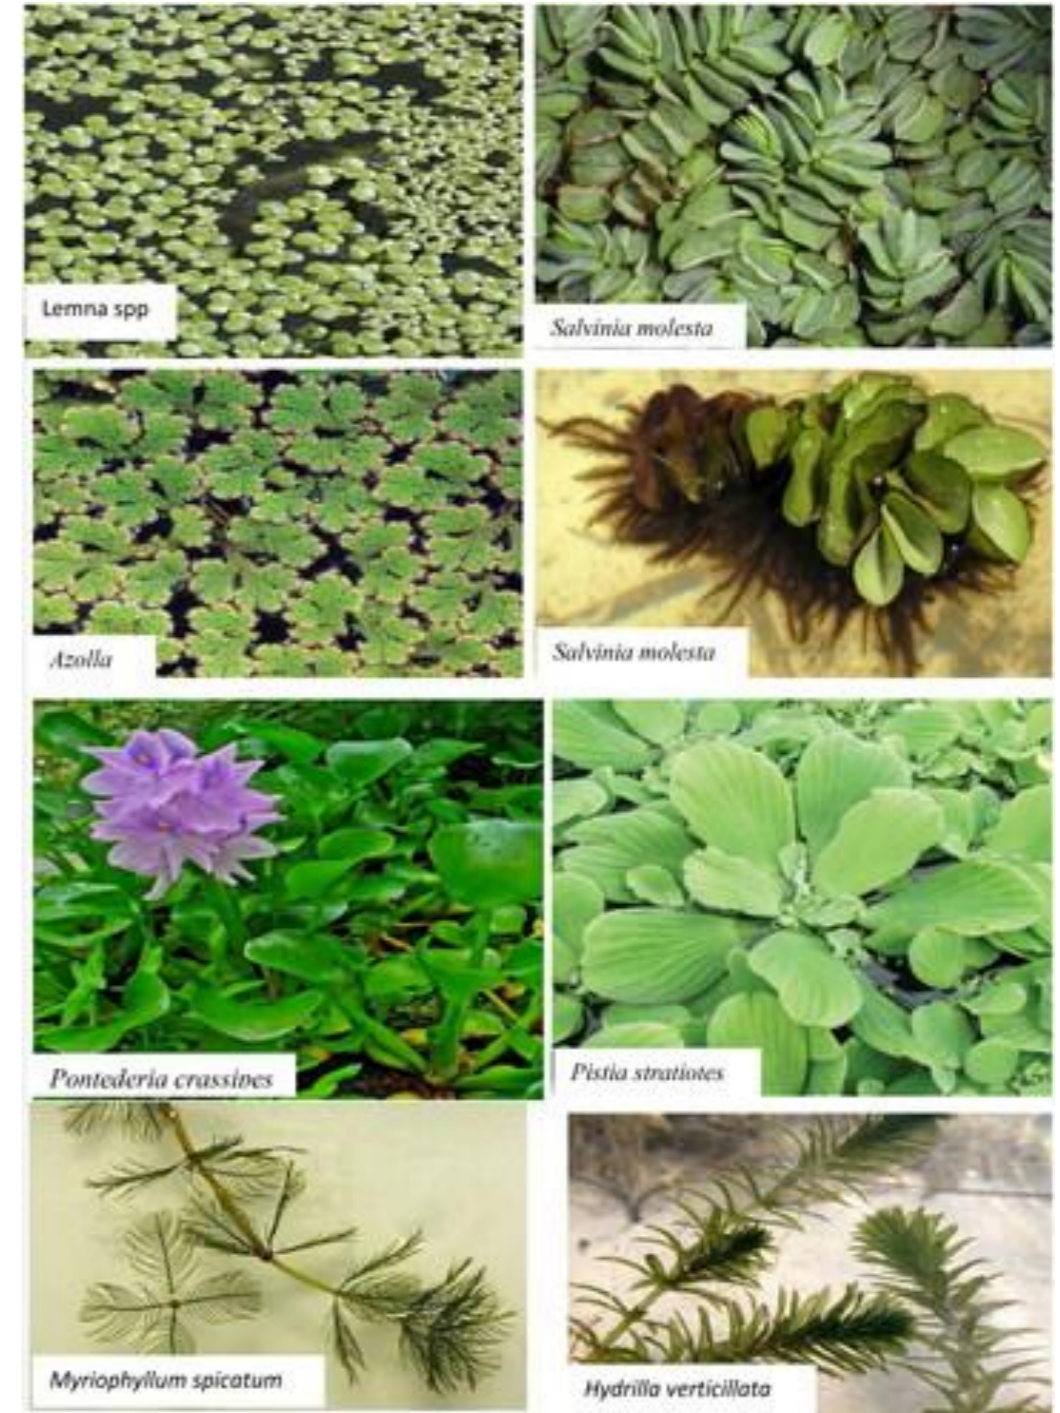 Lemna spp
Salvinia molesta
Azolla
Salvinia molesta
Pontederia crassipes
Pistia stratiotes
Myriophyllum spicatum
Hydrilla verticillata